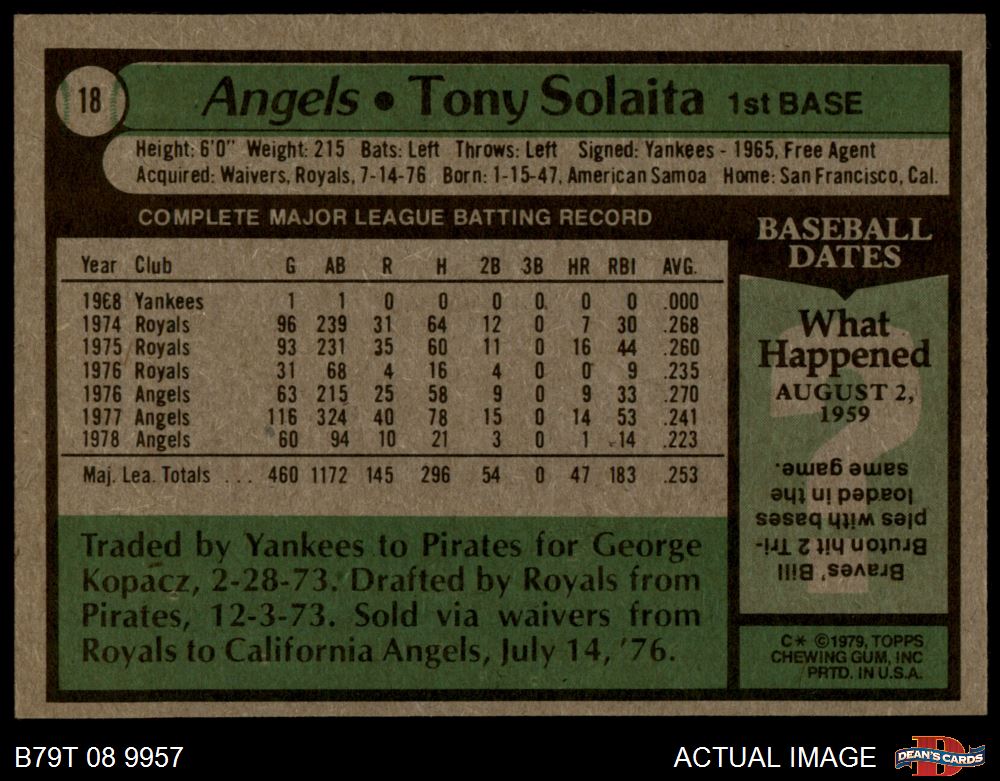 18
Angels • Tony Solaita 1st BASE
Height: 6'0" Weight: 215 Bats: Left Throws: Left Signed: Yankees - 1965, Free Agent
Acquired: Waivers, Royals, 7-14-76 Born: 1-15-47, American Samoa Home: San Francisco, Cal.
COMPLETE MAJOR LEAGUE BATTING RECORD
Year Club G AB R H 2B 3B HR RBI AVG.
1968 Yankees 1 1 0 0 0 0. 0 0 .000
1974 Royals 96 239 31 64 12 0 7 30 .268
1975 Royals 93 231 35 60 11 0 16 44 .260
1976 Royals 31 68 4 16 4 0 0 9 .235
1976 Angels 63 215 25 58 9 0 9 33 .270
1977 Angels 116 324 40 78 15 0 14 53 .241
1978 Angels 60 94 10 21 3 0 1 14 .223
Maj. Lea. Totals ... 460 1172 145 296 54 0 47 183 .253
Traded by Yankees to Pirates for George
Kopacz, 2-28-73. Drafted by Royals from
Pirates, 12-3-73. Sold via waivers from
Royals to California Angels, July 14, '76.
BASEBALL
DATES
What
Happened
AUGUST 2,
1959
?
Braves' Bill
Bruton hit 2 Tri-
ples with bases
loaded in the
same game.
C* ©1979, TOPPS
CHEWING GUM, INC
PRTD. IN U.S.A.
B79T 08 9957
ACTUAL IMAGE
D
DEAN'S CARDS